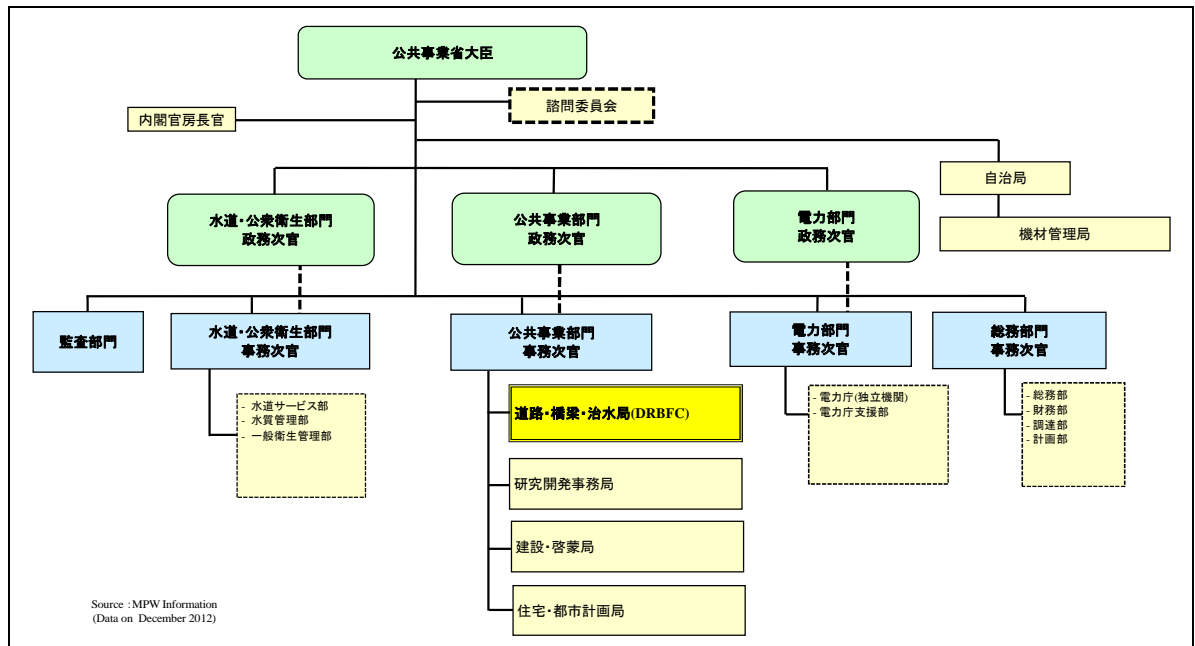 公共事業省大臣
諮問委員会
内閣官房長官
自治局
機材管理局
水道・公衆衛生部門
政務次官
公共事業部門
政務次官
電力部門
政務次官
監査部門
水道・公衆衛生部門
事務次官
公共事業部門
事務次官
電力部門
事務次官
総務部門
事務次官
- 水道サービス部
- 水質管理部
- 一般衛生管理部
道路・橋梁・治水局(DRBFC)
研究開発事務局
建設・啓蒙局
住宅・都市計画局
- 電力庁(独立機関)
- 電力庁支援部
- 総務部
- 財務部
- 調達部
- 計画部
Source : MPW Information
(Data on December 2012)